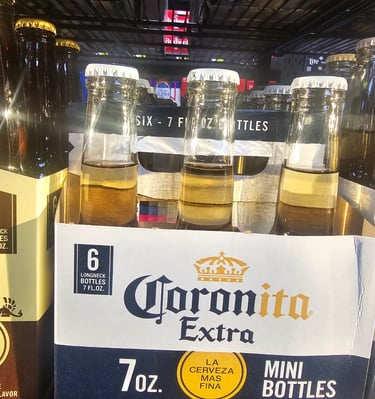 SIX - 7 FL. OZ. BOTTLES
6
LONGNECK
BOTTLES
7 FL.OZ.
Coronita
Extra
7OZ.
LA
CERVEZA
MAS
FINA
MINI
BOTTLES